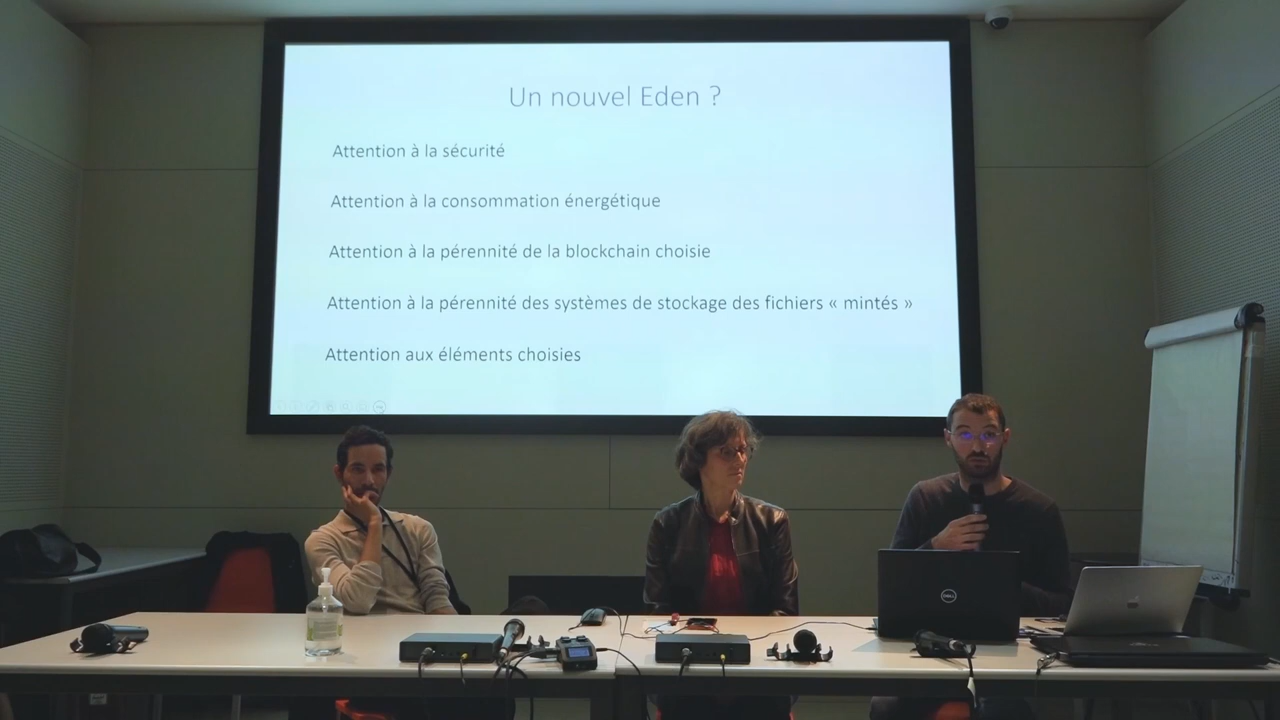 Un nouvel Eden ?
Attention à la sécurité
Attention à la consommation énergétique
Attention à la pérennité de la blockchain choisie
Attention à la pérennité des systèmes de stockage des fichiers « mintés »
Attention aux éléments choisies
DELL